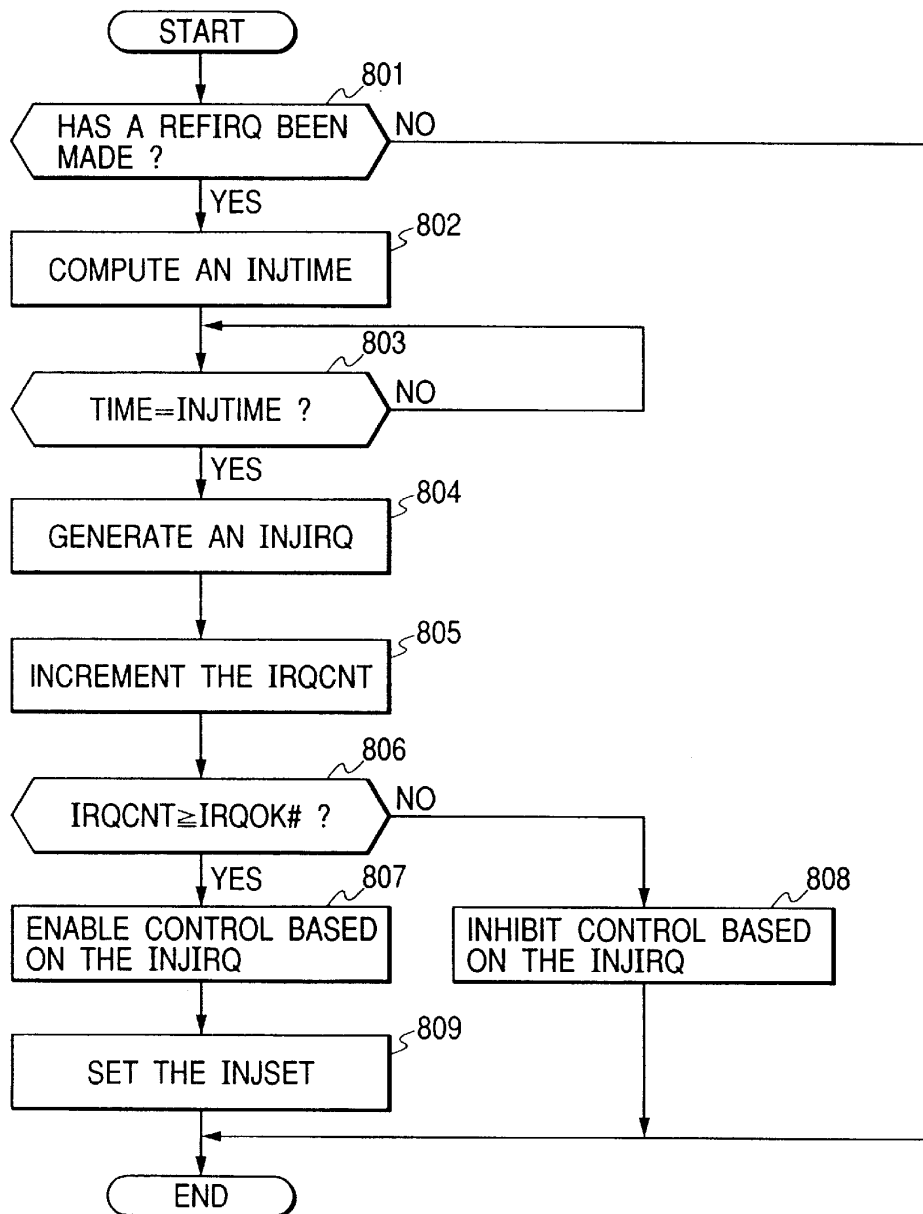 START
801
HAS A REFIRQ BEEN
MADE ?
NO
YES
802
COMPUTE AN INJTIME
803
TIME=INJTIME ?
NO
YES
804
GENERATE AN INJIRQ
805
INCREMENT THE IRQCNT
806
IRQCNT≧IRQOK# ?
NO
YES
807
ENABLE CONTROL BASED
ON THE INJIRQ
808
INHIBIT CONTROL BASED
ON THE INJIRQ
809
SET THE INJSET
END